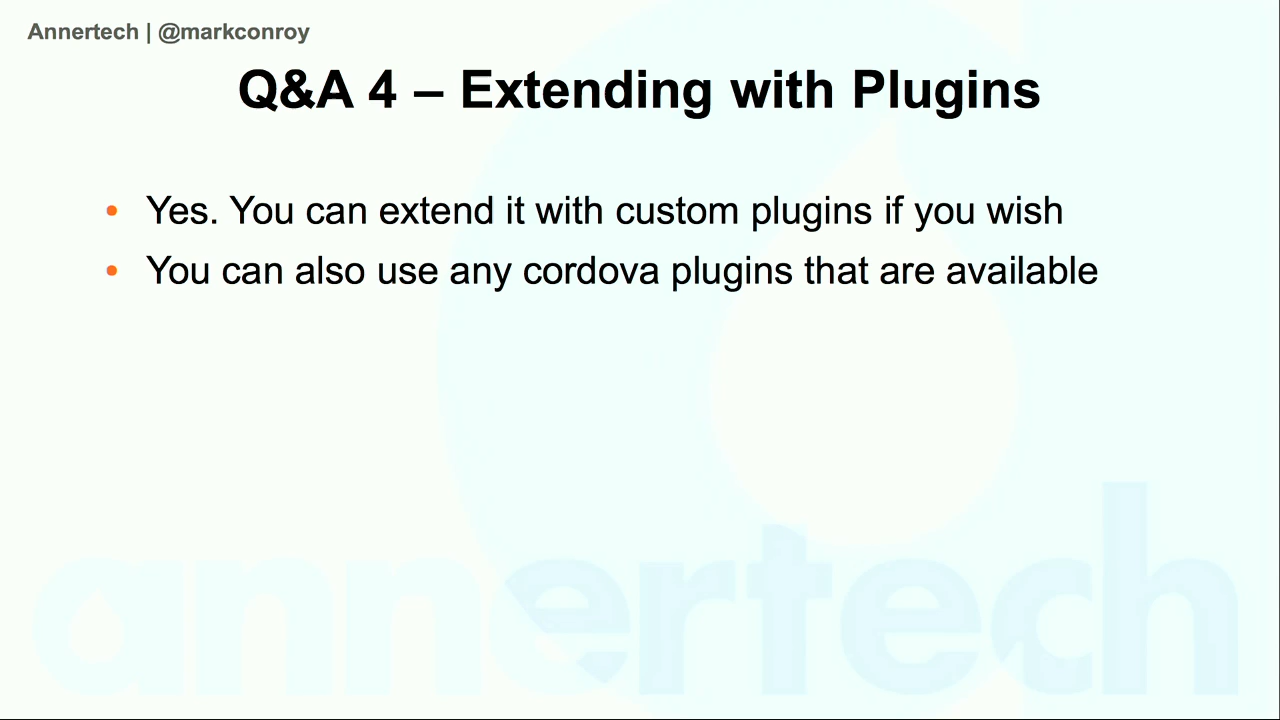 Annertech | @markconroy
Q&A 4 – Extending with Plugins
• Yes. You can extend it with custom plugins if you wish
• You can also use any cordova plugins that are available
annertech